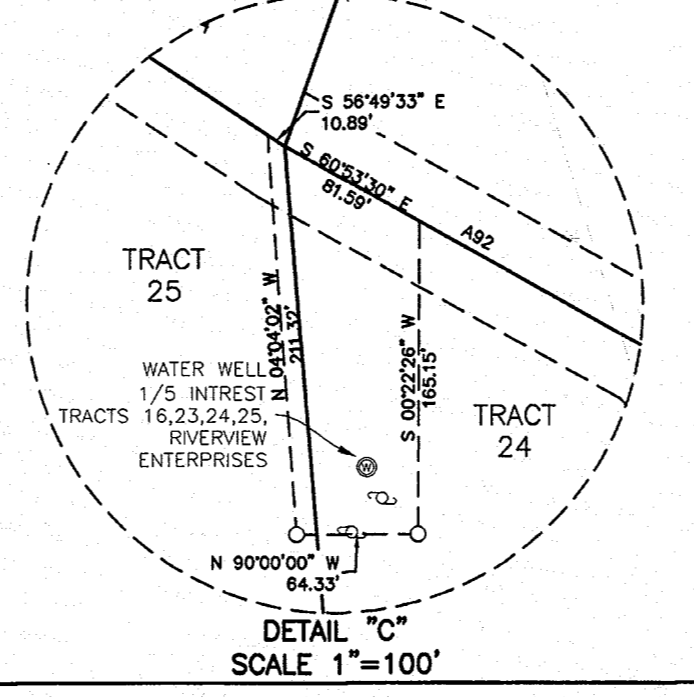 S 56°49'33" E
10.89'
S 60°53'30" E
81.59'
A92
TRACT
25
N 04°04'02" W
211.32'
S 00°22'26" W
165.15'
WATER WELL
1/5 INTREST
TRACTS 16,23,24,25,
RIVERVIEW
ENTERPRISES
W
TRACT
24
N 90°00'00" W
64.33'
DETAIL "C"
SCALE 1"=100'